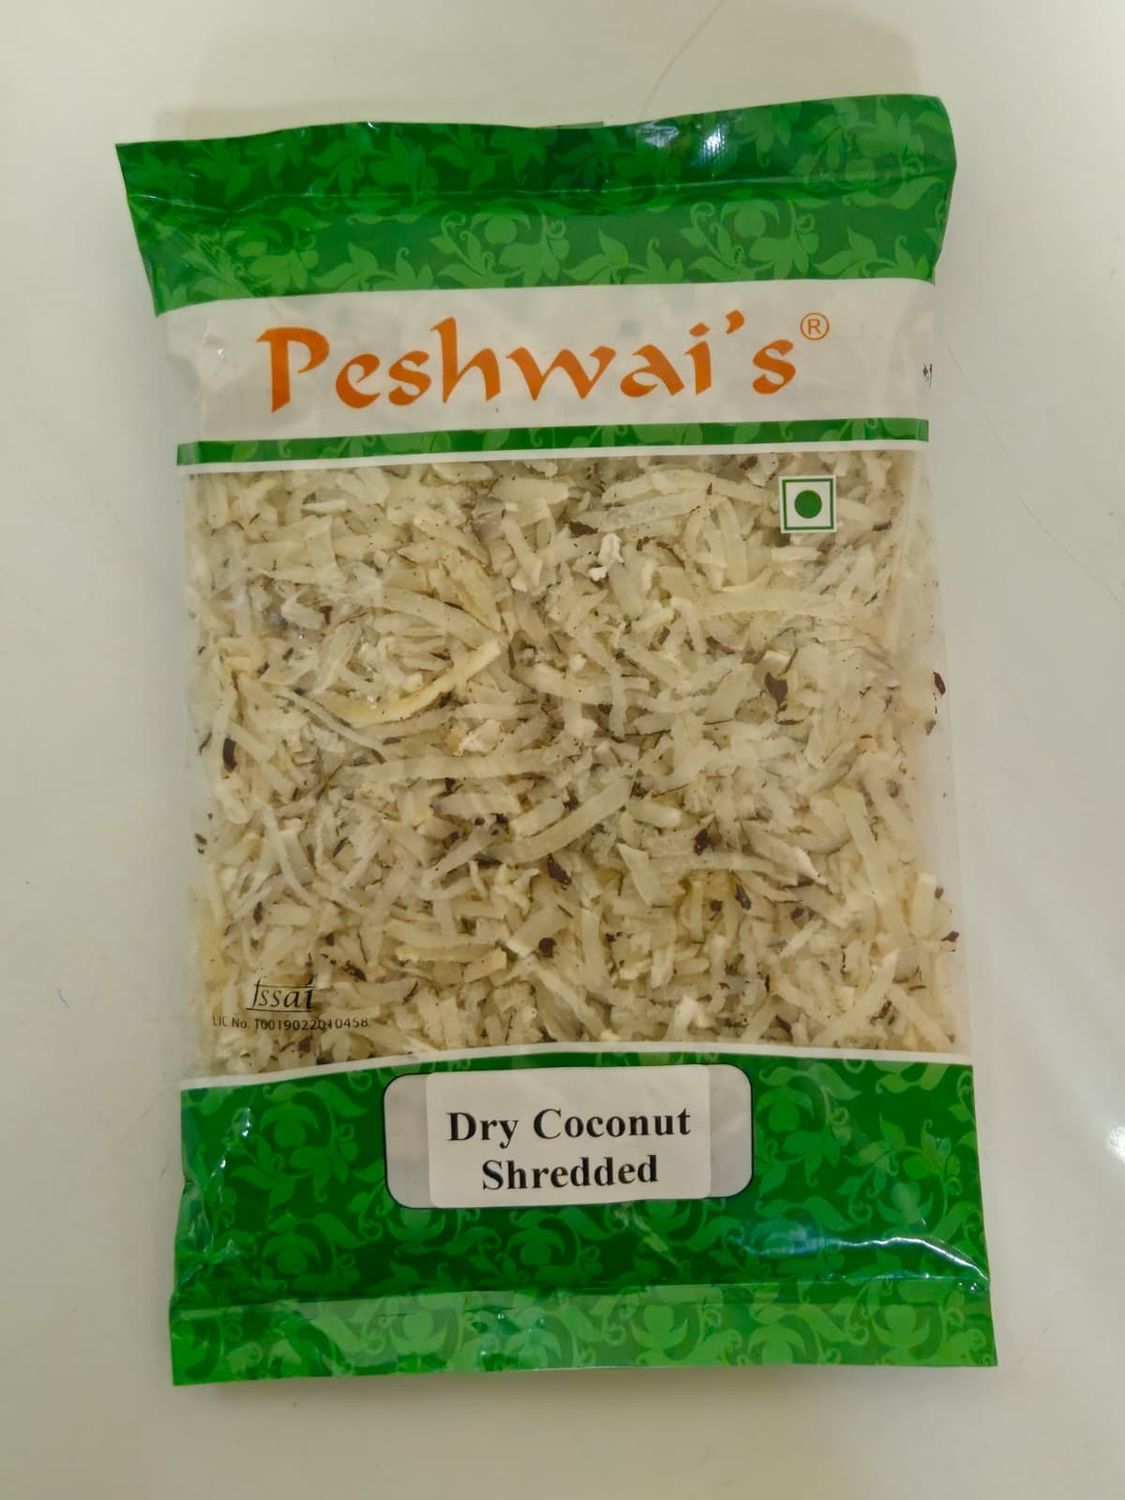 Peshwai's®
fssai
LIC No. 10019022010458
Dry Coconut
Shredded